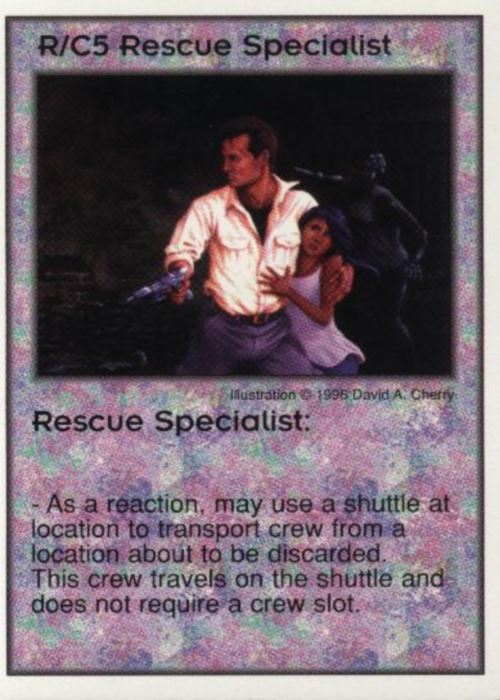 R/C5 Rescue Specialist
Illustration © 1996 David A. Cherry
Rescue Specialist:
- As a reaction, may use a shuttle at
location to transport crew from a
location about to be discarded.
This crew travels on the shuttle and
does not require a crew slot.